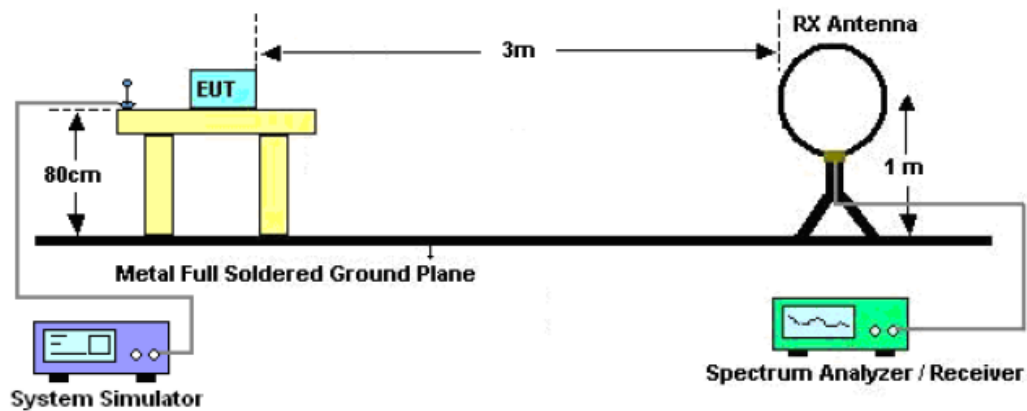 RX Antenna
3m
EUT
80cm
1 m
Metal Full Soldered Ground Plane
System Simulator
Spectrum Analyzer / Receiver